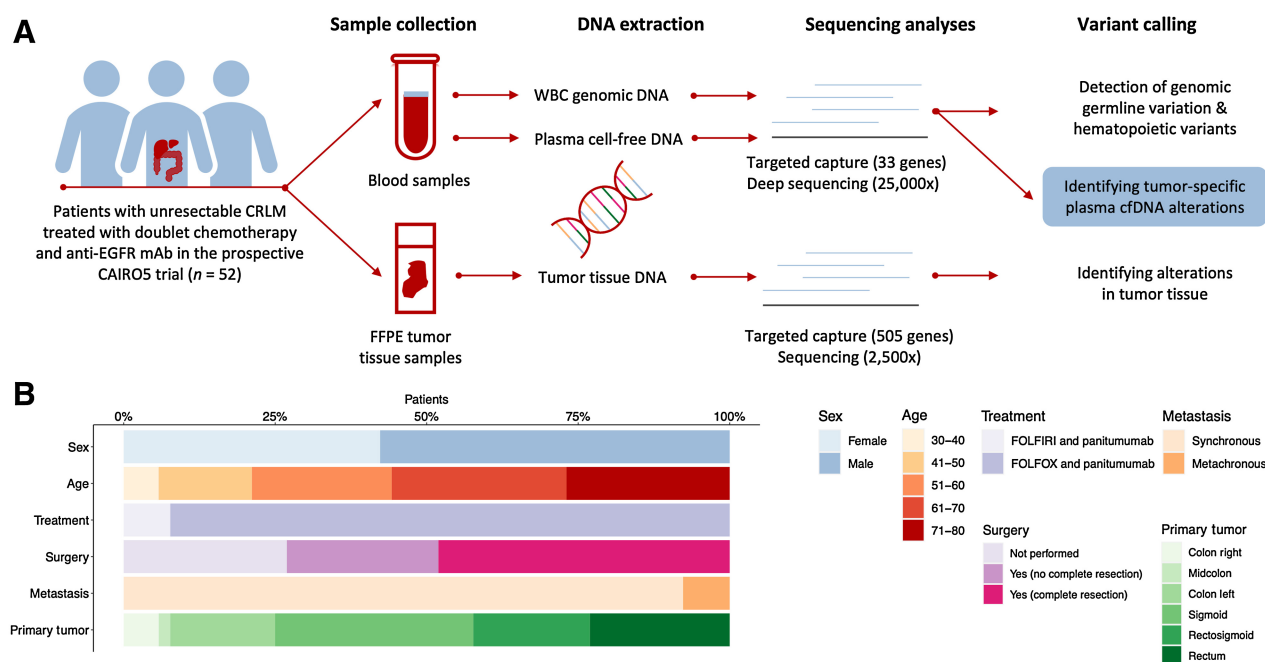 A
Sample collection
DNA extraction
Sequencing analyses
Variant calling
Patients with unresectable CRLM
treated with doublet chemotherapy
and anti-EGFR mAb in the prospective
CAIRO5 trial (n = 52)
Blood samples
FFPE tumor
tissue samples
WBC genomic DNA
Plasma cell-free DNA
Tumor tissue DNA
Targeted capture (33 genes)
Deep sequencing (25,000x)
Targeted capture (505 genes)
Sequencing (2,500x)
Detection of genomic
germline variation &
hematopoietic variants
Identifying tumor-specific
plasma cfDNA alterations
Identifying alterations
in tumor tissue
B
Patients
0% 25% 50% 75% 100%
Sex
Age
Treatment
Surgery
Metastasis
Primary tumor
Sex
Female
Male
Age
30–40
41–50
51–60
61–70
71–80
Treatment
FOLFIRI and panitumumab
FOLFOX and panitumumab
Metastasis
Synchronous
Metachronous
Surgery
Not performed
Yes (no complete resection)
Yes (complete resection)
Primary tumor
Colon right
Midcolon
Colon left
Sigmoid
Rectosigmoid
Rectum